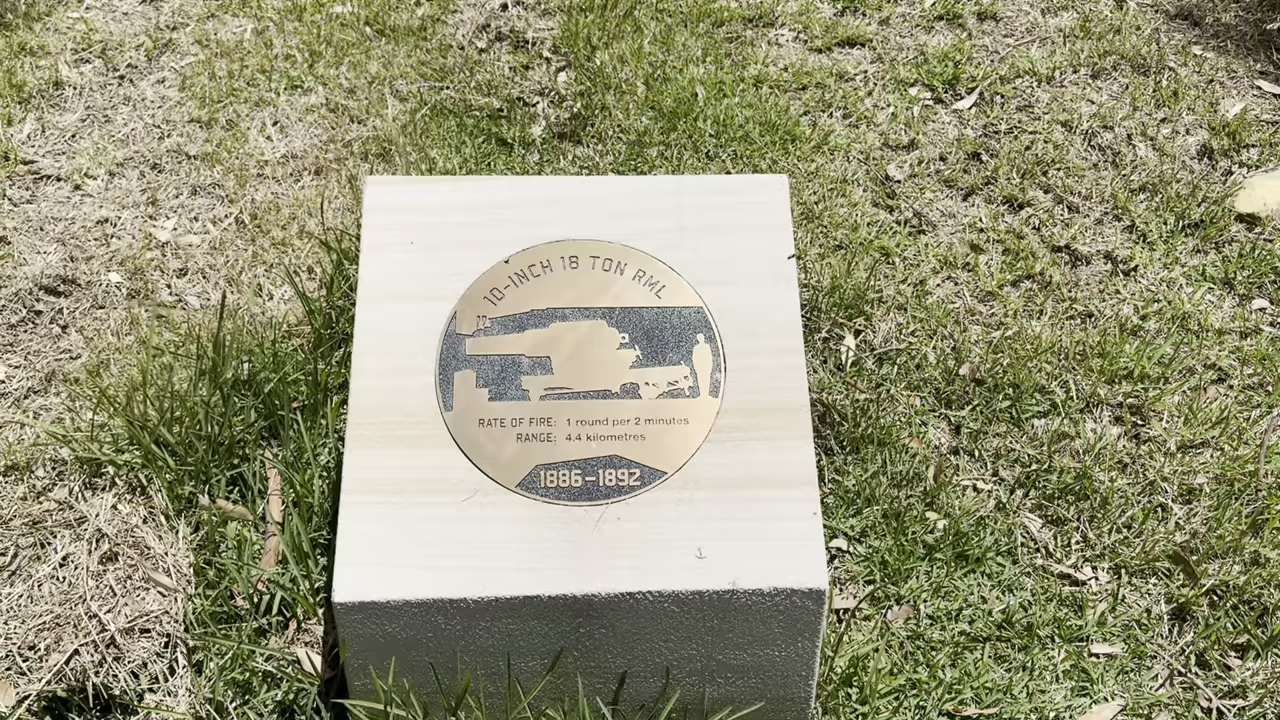 10-INCH 18 TON RML
RATE OF FIRE: 1 round per 2 minutes
RANGE: 4.4 kilometres
1886-1892